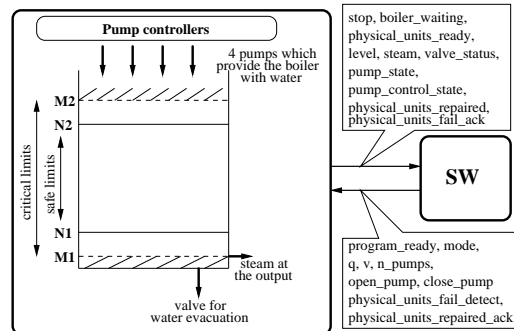 Pump controllers
4 pumps which
provide the boiler
with water
M2
N2
critical limits
safe limits
N1
M1
steam at
the output
valve for
water evacuation
stop, boiler_waiting,
physical_units_ready,
level, steam, valve_status,
pump_state,
pump_control_state,
physical_units_repaired,
physical_units_fail_ack
SW
program_ready, mode,
q, v, n_pumps,
open_pump, close_pump
physical_units_fail_detect,
physical_units_repaired_ack